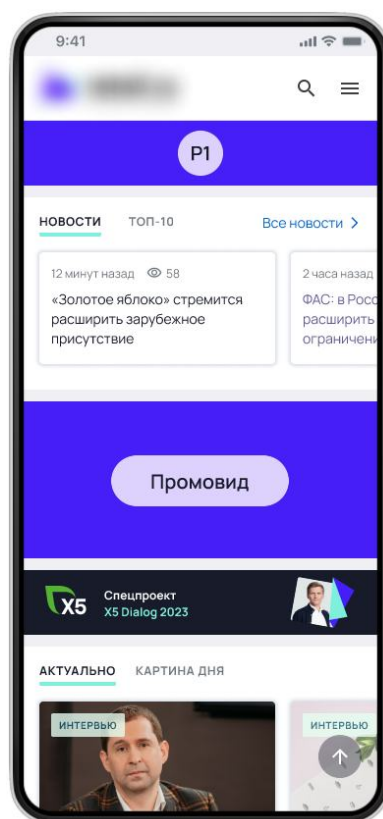 9:41
P1
НОВОСТИ ТОП-10 Все новости
12 минут назад 58
«Золотое яблоко» стремится
расширить зарубежное
присутствие
2 часа назад
ФАС: в Росс
расширить
ограничени
Промовид
X5 Спецпроект
X5 Dialog 2023
АКТУАЛЬНО КАРТИНА ДНЯ
ИНТЕРВЬЮ ИНТЕРВЬЮ